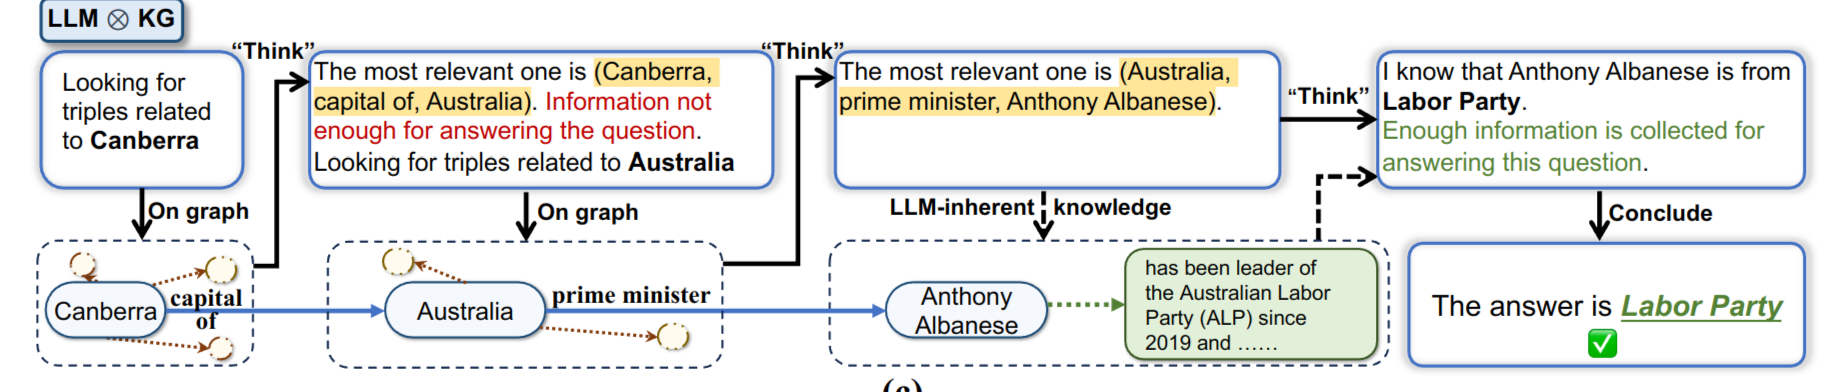 LLM ⊗ KG
"Think"
"Think"
Looking for
triples related
to Canberra
The most relevant one is (Canberra,
capital of, Australia). Information not
enough for answering the question.
Looking for triples related to Australia
The most relevant one is (Australia,
prime minister, Anthony Albanese).
"Think"
I know that Anthony Albanese is from
Labor Party.
Enough information is collected for
answering this question.
On graph
On graph
LLM-inherent knowledge
Conclude
Canberra
capital
of
Australia
prime minister
Anthony
Albanese
has been leader of
the Australian Labor
Party (ALP) since
2019 and ……
The answer is Labor Party